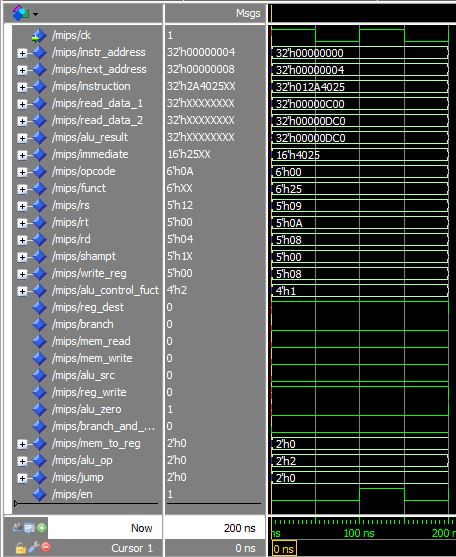 Msgs
/mips/ck 1
/mips/instr_address 32'h00000004 32'h00000000
/mips/next_address 32'h00000008 32'h00000004
/mips/instruction 32'h2A4025XX 32'h012A4025
/mips/read_data_1 32'hXXXXXXXX 32'h00000C00
/mips/read_data_2 32'hXXXXXXXX 32'h00000DC0
/mips/alu_result 32'hXXXXXXXX 32'h00000DC0
/mips/immediate 16'h25XX 16'h4025
/mips/opcode 6'h0A 6'h00
/mips/funct 6'hXX 6'h25
/mips/rs 5'h12 5'h09
/mips/rt 5'h00 5'h0A
/mips/rd 5'h04 5'h08
/mips/shampt 5'h1X 5'h00
/mips/write_reg 5'h00 5'h08
/mips/alu_control_fuct 4'h2 4'h1
/mips/reg_dest 0
/mips/branch 0
/mips/mem_read 0
/mips/mem_write 0
/mips/alu_src 0
/mips/reg_write 0
/mips/alu_zero 1
/mips/branch_and_... 0
/mips/mem_to_reg 2'h0 2'h0
/mips/alu_op 2'h0 2'h2
/mips/jump 2'h0 2'h0
/mips/en 1
Now 200 ns ns 100 ns 200 ns
Cursor 1 0 ns 0 ns